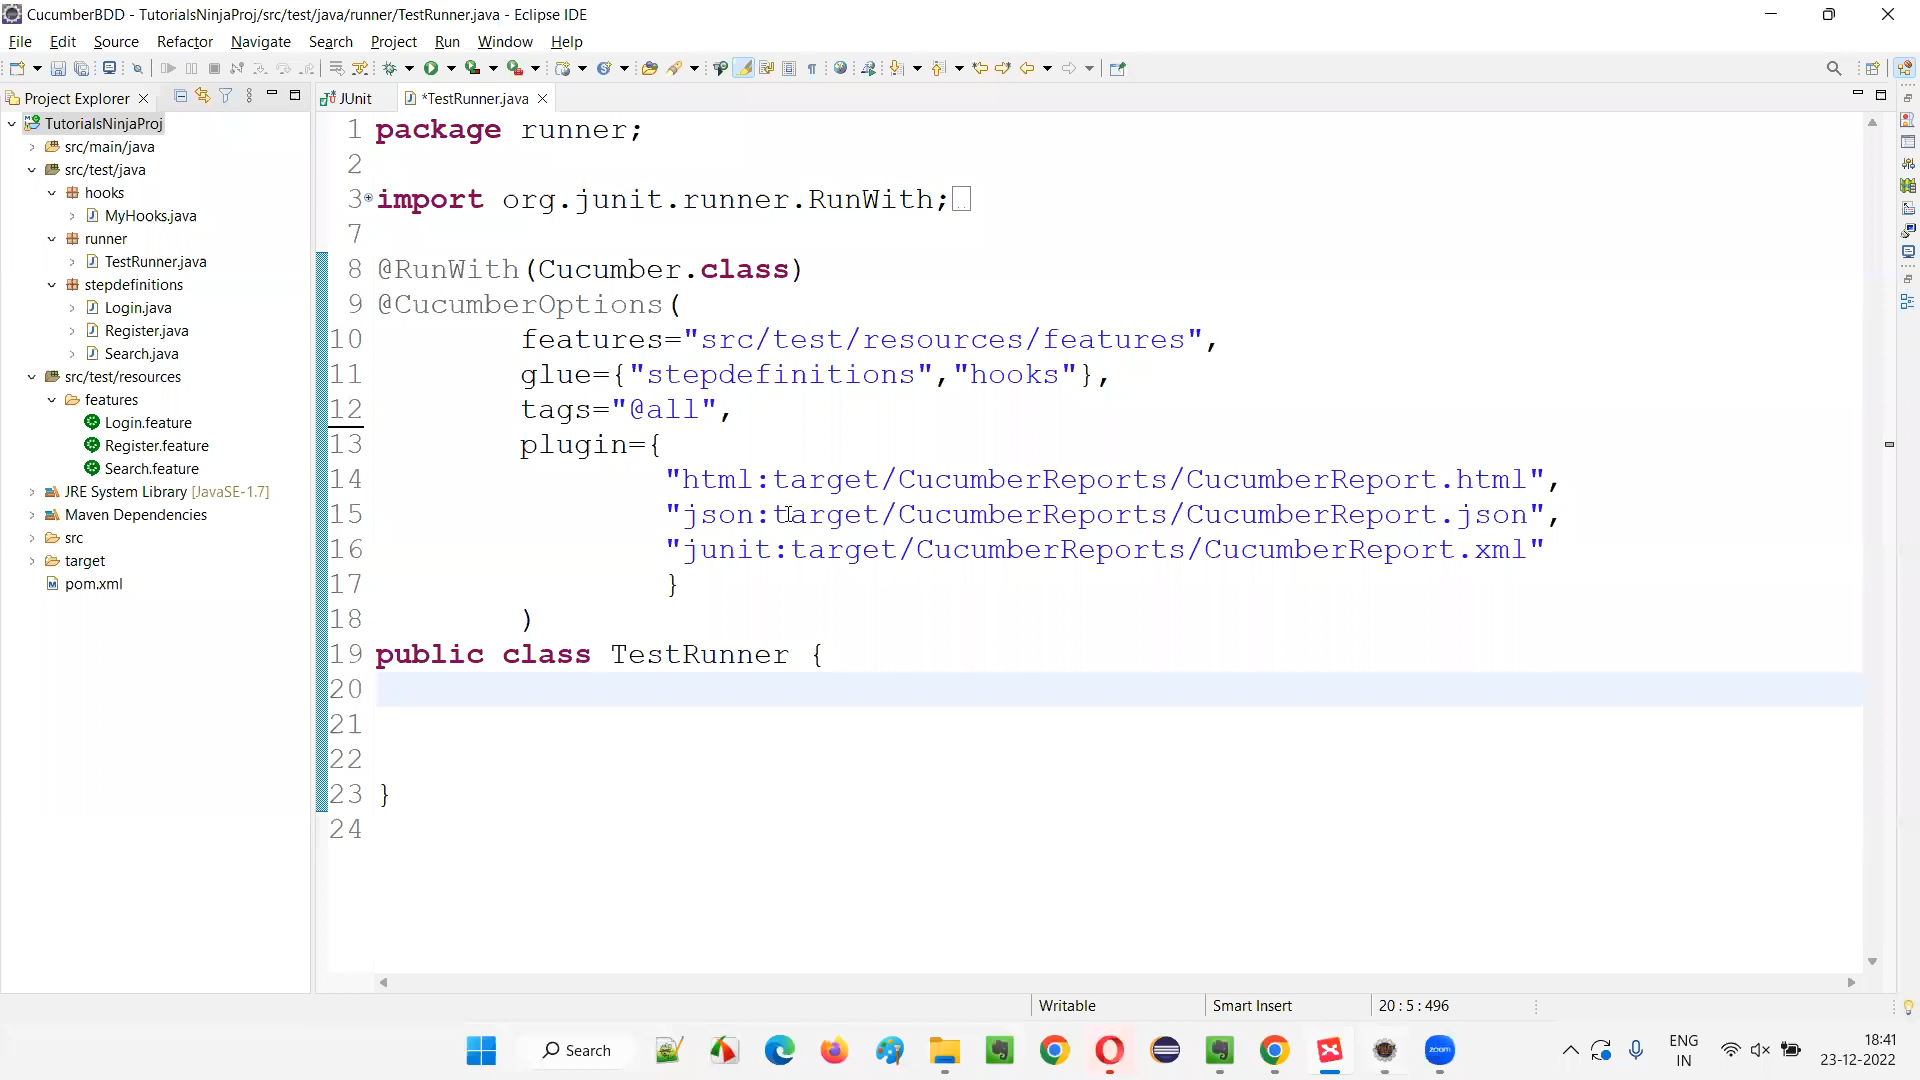 CucumberBDD - TutorialsNinjaProj/src/test/java/runner/TestRunner.java - Eclipse IDE
File Edit Source Refactor Navigate Search Project Run Window Help
Project Explorer
JUnit
*TestRunner.java
TutorialsNinjaProj
src/main/java
src/test/java
hooks
MyHooks.java
runner
TestRunner.java
stepdefinitions
Login.java
Register.java
Search.java
src/test/resources
features
Login.feature
Register.feature
Search.feature
JRE System Library [JavaSE-1.7]
Maven Dependencies
src
target
pom.xml
1 package runner;
2
3 import org.junit.runner.RunWith;
7
8 @RunWith(Cucumber.class)
9 @CucumberOptions(
10 features="src/test/resources/features",
11 glue={"stepdefinitions","hooks"},
12 tags="@all",
13 plugin={
14 "html:target/CucumberReports/CucumberReport.html",
15 "json:target/CucumberReports/CucumberReport.json",
16 "junit:target/CucumberReports/CucumberReport.xml"
17 }
18 )
19 public class TestRunner {
20
21
22
23 }
24
Writable
Smart Insert
20 : 5 : 496
Search
zoom
ENG
IN
18:41
23-12-2022